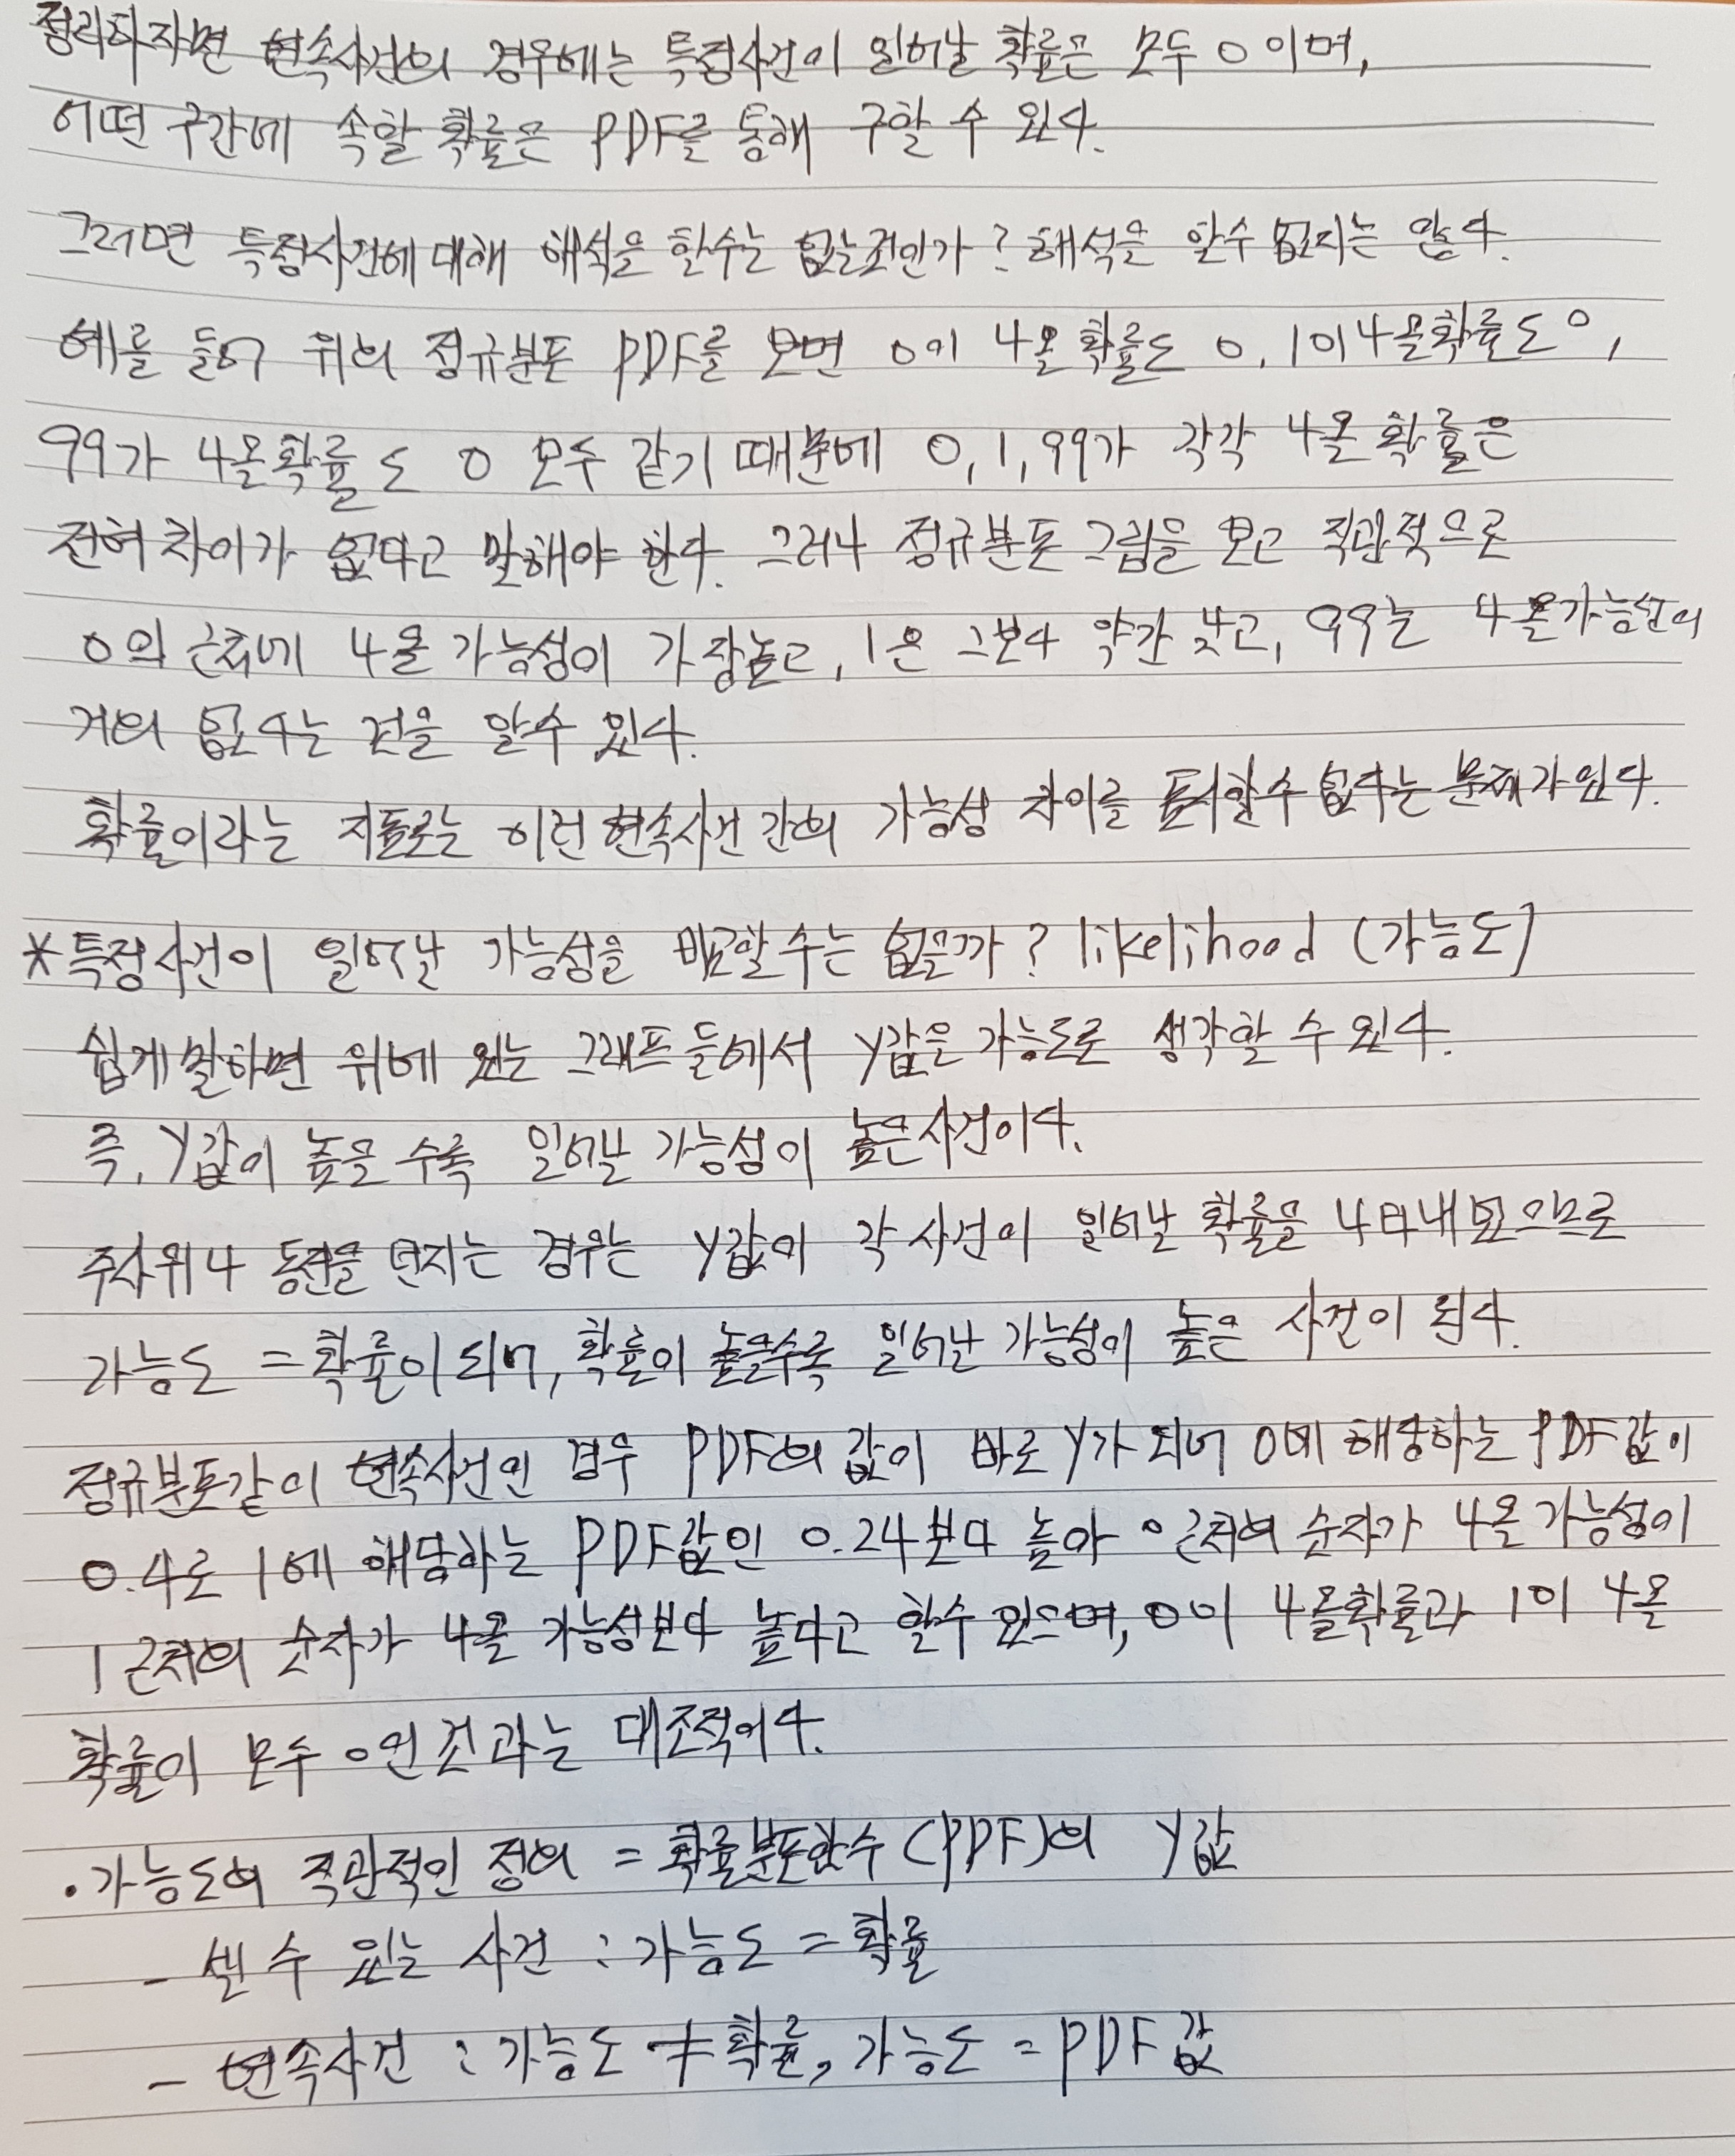 정리하자면 연속사건의 경우에는 특정사건이 일어날 확률은 모두 0 이며,
어떤 구간에 속할 확률은 PDF를 통해 구할 수 있다.
그러면 특정사건에 대해 해석을 할수는 없는것인가? 해석을 할수 없지는 않다.
예를 들어 위의 정규분포 PDF를 보면 0이 나올 확률도 0, 1이 나올확률도 0,
99가 나올확률도 0 모두 같기 때문에 0, 1, 99가 각각 나올 확률은
전혀 차이가 없다고 말해야 한다. 그러나 정규분포 그림을 보고 직관적으로
0의 근처에 나올 가능성이 가장높고, 1은 그보다 약간 낮고, 99는 나올가능성이
거의 없다는 것을 알수 있다.
확률이라는 지표로는 이런 연속사건 간의 가능성 차이를 표현할수 없다는 문제가있다.
* 특정사건이 일어날 가능성을 비교할 수는 없을까? likelihood (가능도)
쉽게 말하면 위에 있는 그래프 들에서 Y값을 가능도로 생각할 수 있다.
즉, Y값이 높을 수록 일어날 가능성이 높은사건이다.
주사위나 동전을 던지는 경우는 Y값이 각 사건이 일어날 확률을 나타내었으므로
가능도 = 확률이 되어, 확률이 높을수록 일어날 가능성이 높은 사건이 된다.
정규분포같이 연속사건인 경우 PDF의 값이 바로 Y가 되어 0에 해당하는 PDF값이
0.4로 1에 해당하는 PDF값인 0.24보다 높아 0 근처의 숫자가 나올 가능성이
1 근처의 숫자가 나올 가능성보다 높다고 할수 있으며, 0이 나올확률과 1이 나올
확률이 모두 0인 것과는 대조적이다.
• 가능도의 직관적인 정의 = 확률분포함수 (PDF)의 Y값
- 셀 수 있는 사건 : 가능도 = 확률
- 연속사건 : 가능도 ≠ 확률, 가능도 = PDF 값